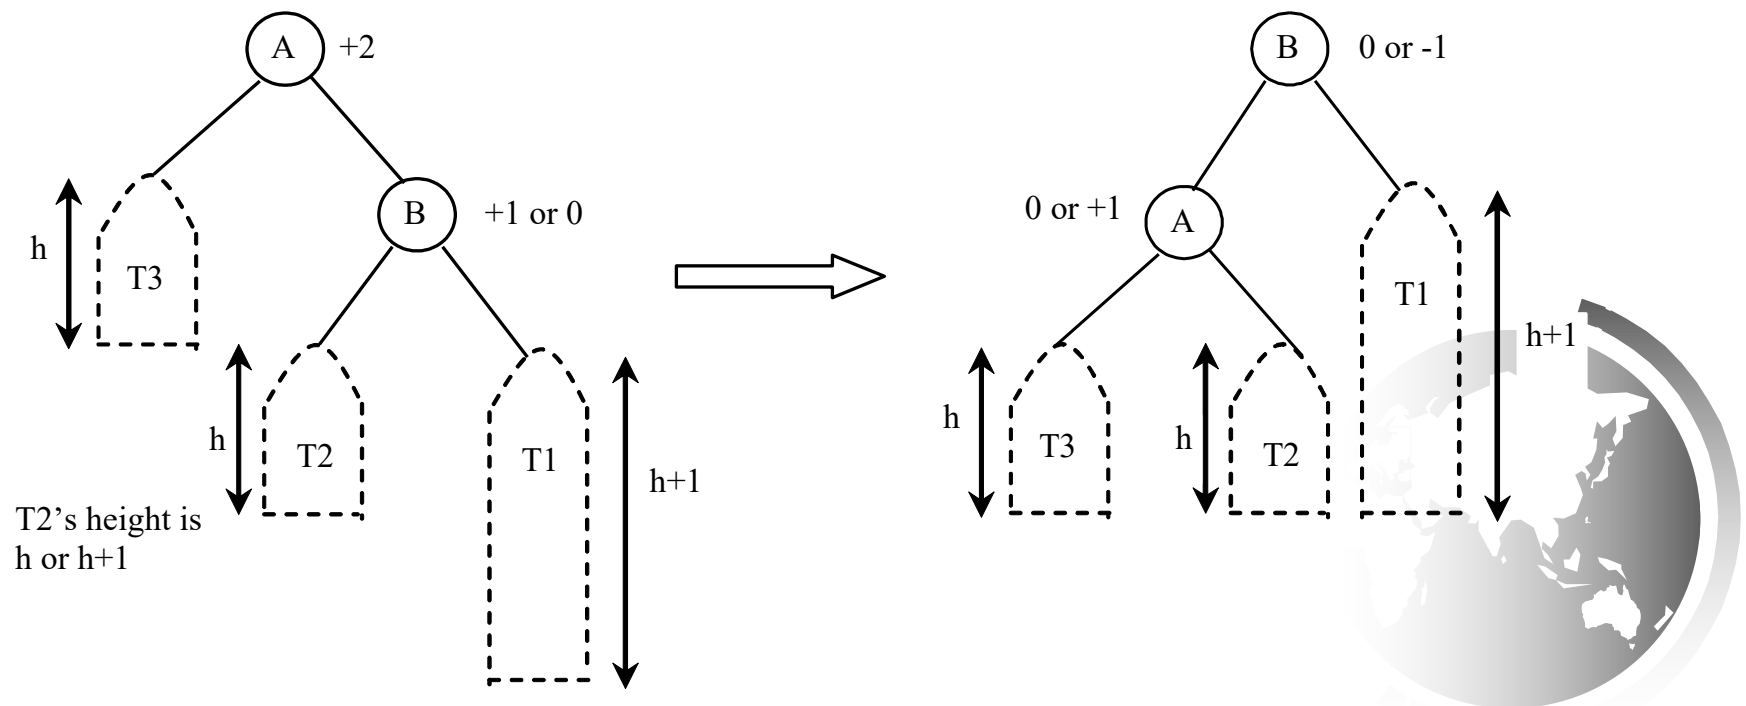 A +2
B 0 or -1
h
T3
B +1 or 0
0 or +1 A
T1
h+1
h
T2
T1
h+1
h
T3
h
T2
T2’s height is
h or h+1